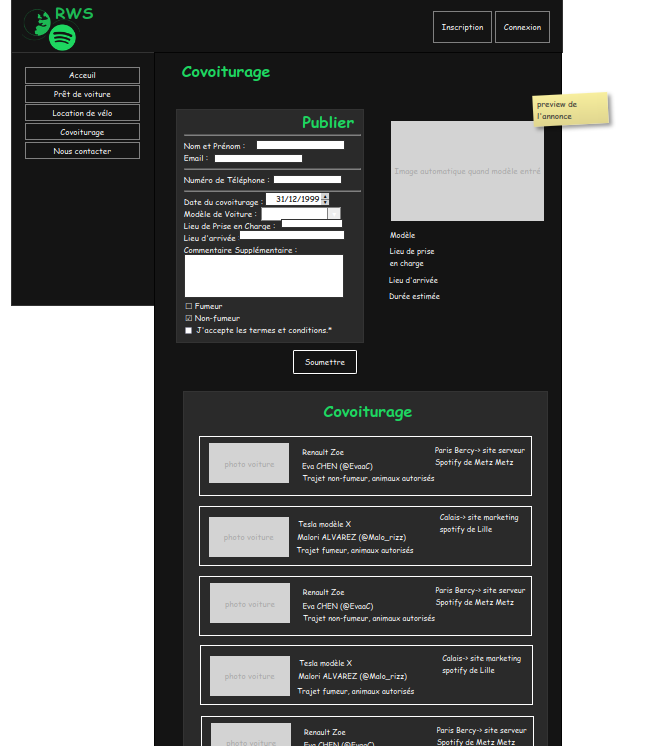 RWS
Inscription
Connexion
Acceuil
Prêt de voiture
Location de vélo
Covoiturage
Nous contacter
Covoiturage
Publier
Nom et Prénom :
Email :
Numéro de Téléphone :
Date du covoiturage :
31/12/1999
Modèle de Voiture :
Lieu de Prise en Charge :
Lieu d'arrivée
Commentaire Supplémentaire :
☐ Fumeur
☑ Non-fumeur
J'accepte les termes et conditions.*
Soumettre
preview de
l'annonce
Image automatique quand modèle entré
Modèle
Lieu de prise
en charge
Lieu d'arrivée
Durée estimée
Covoiturage
photo voiture
Renault Zoe
Eva CHEN (@EvaaC)
Trajet non-fumeur, animaux autorisés
Paris Bercy-> site serveur
Spotify de Metz Metz
photo voiture
Tesla modèle X
Malori ALVAREZ (@Malo_rizz)
Trajet fumeur, animaux autorisés
Calais-> site marketing
spotify de Lille
photo voiture
Renault Zoe
Eva CHEN (@EvaaC)
Trajet non-fumeur, animaux autorisés
Paris Bercy-> site serveur
Spotify de Metz Metz
photo voiture
Tesla modèle X
Malori ALVAREZ (@Malo_rizz)
Trajet fumeur, animaux autorisés
Calais-> site marketing
spotify de Lille
photo voiture
Renault Zoe
Eva CHEN (@EvaaC)
Paris Bercy-> site serveur
Spotify de Metz Metz